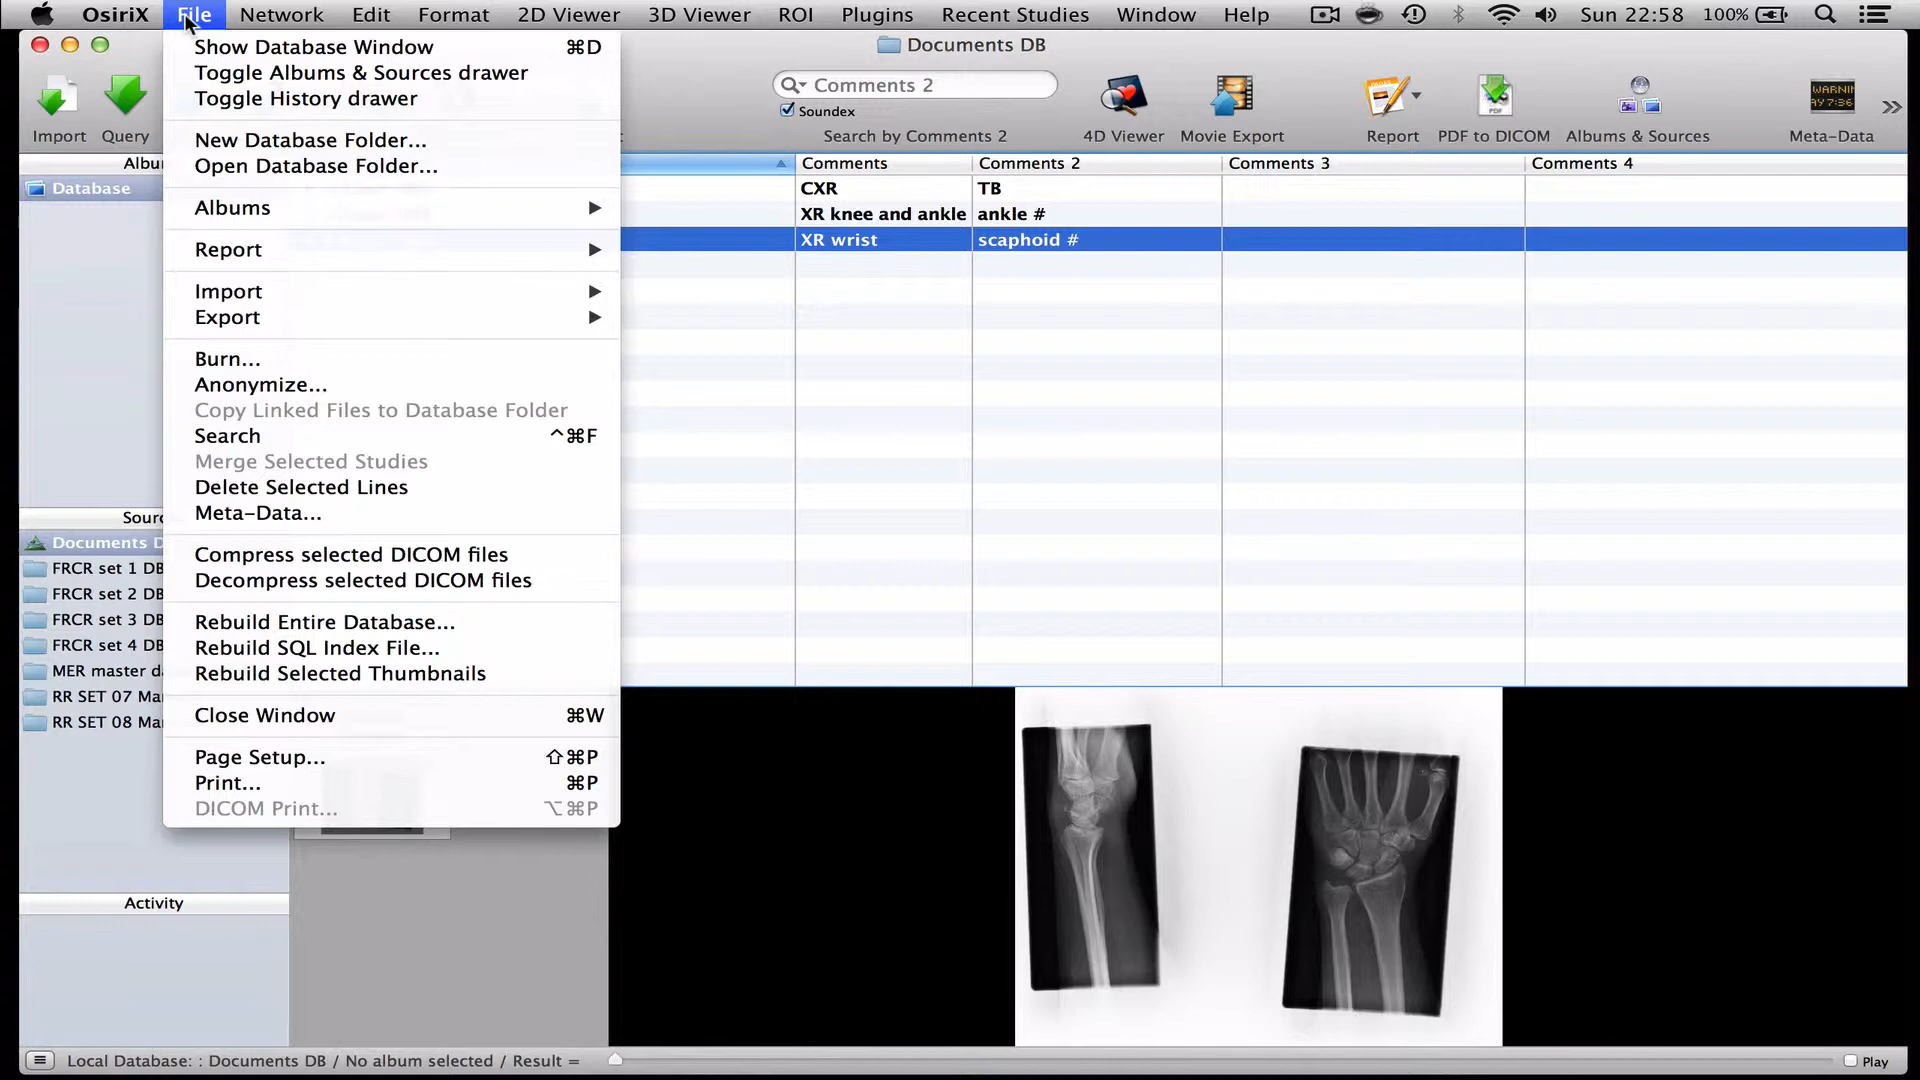 OsiriX File Network Edit Format 2D Viewer 3D Viewer ROI Plugins Recent Studies Window Help Sun 22:58 100%
Documents DB
Show Database Window ⌘D
Toggle Albums & Sources drawer
Toggle History drawer
New Database Folder...
Open Database Folder...
Albums ▶
Report ▶
Import ▶
Export ▶
Burn...
Anonymize...
Copy Linked Files to Database Folder
Search ^⌘F
Merge Selected Studies
Delete Selected Lines
Meta-Data...
Compress selected DICOM files
Decompress selected DICOM files
Rebuild Entire Database...
Rebuild SQL Index File...
Rebuild Selected Thumbnails
Close Window ⌘W
Page Setup... ⇧⌘P
Print... ⌘P
DICOM Print... ⌥⌘P
Comments 2
Soundex
Search by Comments 2
Import Query 4D Viewer Movie Export Report PDF to DICOM Albums & Sources Meta-Data
PDF
Comments Comments 2 Comments 3 Comments 4
CXR TB
XR knee and ankle ankle #
XR wrist scaphoid #
Database
Documents
FRCR set 1 DB
FRCR set 2 DB
FRCR set 3 DB
FRCR set 4 DB
MER master
RR SET 07
RR SET 08
Activity
Local Database: : Documents DB / No album selected / Result =
Play